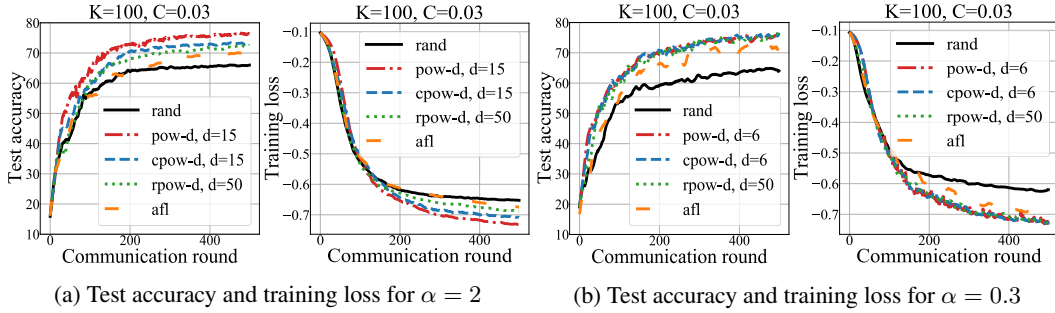 K=100, C=0.03
Test accuracy
80
70
60
50
40
30
20
10
rand
pow-d, d=15
cpow-d, d=15
rpow-d, d=50
afl
0
200
400
Communication round
K=100, C=0.03
Training loss
−0.1
−0.2
−0.3
−0.4
−0.5
−0.6
−0.7
rand
pow-d, d=15
cpow-d, d=15
rpow-d, d=50
afl
0
200
400
Communication round
(a) Test accuracy and training loss for α = 2
K=100, C=0.03
Test accuracy
80
70
60
50
40
30
20
10
rand
pow-d, d=6
cpow-d, d=6
rpow-d, d=50
afl
0
200
400
Communication round
K=100, C=0.03
Training loss
−0.1
−0.2
−0.3
−0.4
−0.5
−0.6
−0.7
rand
pow-d, d=6
cpow-d, d=6
rpow-d, d=50
afl
0
200
400
Communication round
(b) Test accuracy and training loss for α = 0.3